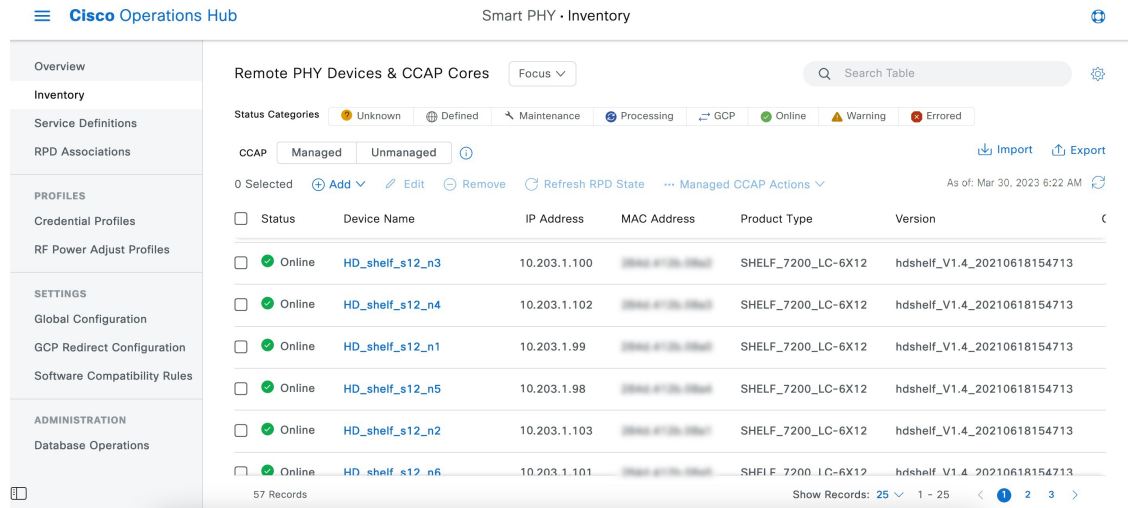 Cisco Operations Hub
Smart PHY · Inventory
Overview
Inventory
Service Definitions
RPD Associations
PROFILES
Credential Profiles
RF Power Adjust Profiles
SETTINGS
Global Configuration
GCP Redirect Configuration
Software Compatibility Rules
ADMINISTRATION
Database Operations
Remote PHY Devices & CCAP Cores
Focus
Search Table
Status Categories Unknown Defined Maintenance Processing GCP Online Warning Errored
CCAP Managed Unmanaged
Import Export
0 Selected Add Edit Remove Refresh RPD State ... Managed CCAP Actions As of: Mar 30, 2023 6:22 AM
Status Device Name IP Address MAC Address Product Type Version
Online HD_shelf_s12_n3 10.203.1.100 SHELF_7200_LC-6X12 hdshelf_V1.4_20210618154713
Online HD_shelf_s12_n4 10.203.1.102 SHELF_7200_LC-6X12 hdshelf_V1.4_20210618154713
Online HD_shelf_s12_n1 10.203.1.99 SHELF_7200_LC-6X12 hdshelf_V1.4_20210618154713
Online HD_shelf_s12_n5 10.203.1.98 SHELF_7200_LC-6X12 hdshelf_V1.4_20210618154713
Online HD_shelf_s12_n2 10.203.1.103 SHELF_7200_LC-6X12 hdshelf_V1.4_20210618154713
Online HD_shelf_s12_n6 10.203.1.101 SHELF_7200_LC-6X12 hdshelf_V1.4_20210618154713
57 Records Show Records: 25 1 - 25 1 2 3